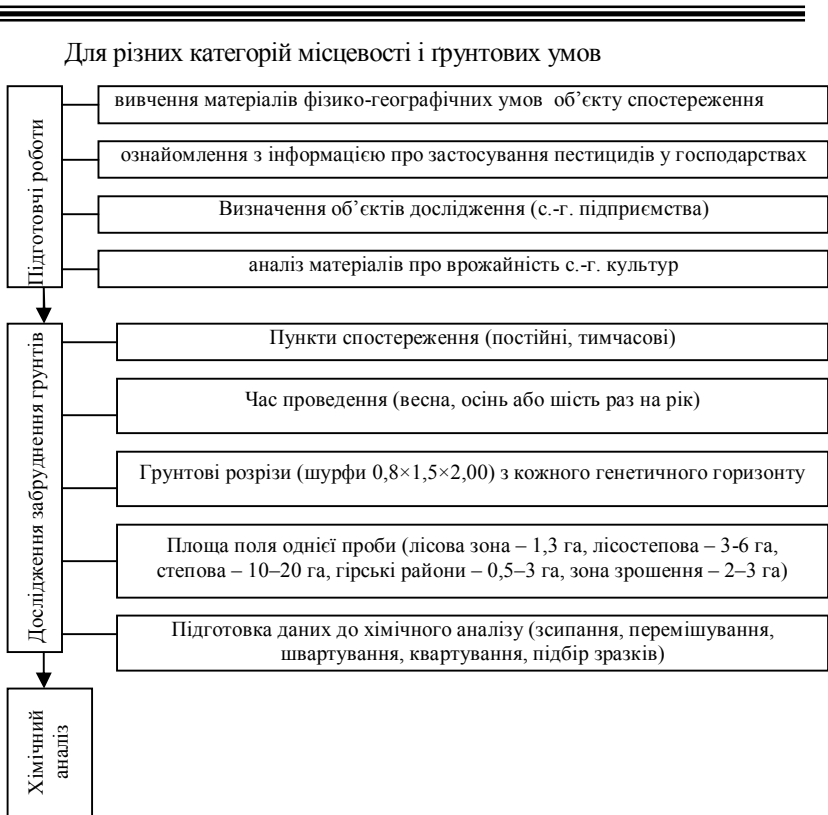 Для різних категорій місцевості і ґрунтових умов
Підготовчі роботи
вивчення матеріалів фізико-географічних умов об’єкту спостереження
ознайомлення з інформацією про застосування пестицидів у господарствах
Визначення об’єктів дослідження (с.-г. підприємства)
аналіз матеріалів про врожайність с.-г. культур
Дослідження забруднення грунтів
Пункти спостереження (постійні, тимчасові)
Час проведення (весна, осінь або шість раз на рік)
Грунтові розрізи (шурфи 0,8×1,5×2,00) з кожного генетичного горизонту
Площа поля однієї проби (лісова зона – 1,3 га, лісостепова – 3-6 га,
степова – 10–20 га, гірські райони – 0,5–3 га, зона зрошення – 2–3 га)
Підготовка даних до хімічного аналізу (зсипання, перемішування,
швартування, квартування, підбір зразків)
Хімічний
аналіз